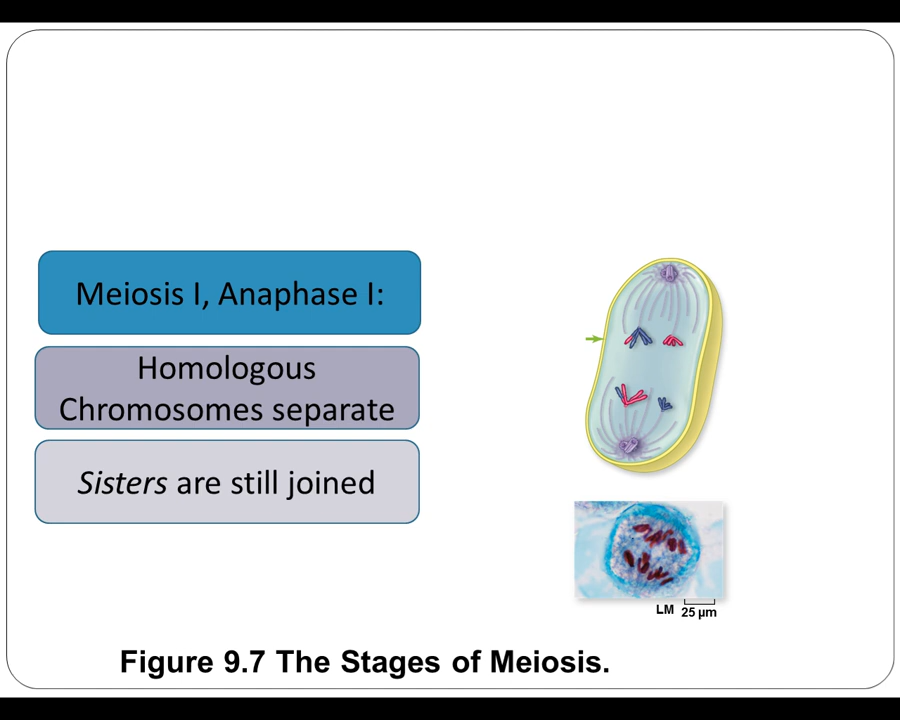 Meiosis I, Anaphase I:
Homologous
Chromosomes separate
Sisters are still joined
LM 25 µm
Figure 9.7 The Stages of Meiosis.